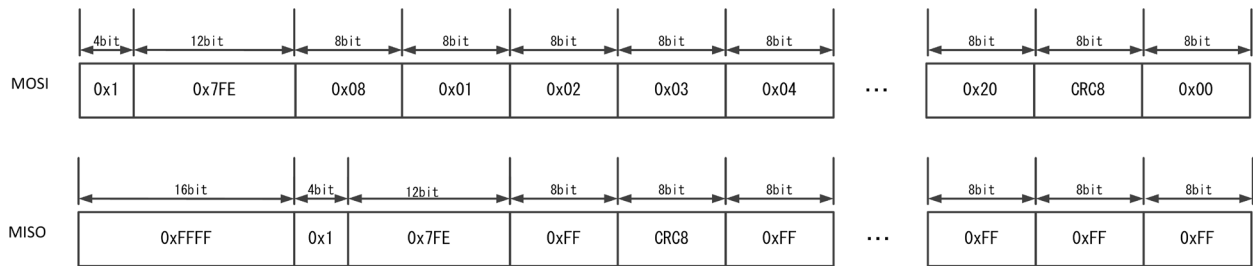 4bit 12bit 8bit 8bit 8bit 8bit 8bit 8bit 8bit 8bit
MOSI 0x1 0x7FE 0x08 0x01 0x02 0x03 0x04 ... 0x20 CRC8 0x00
16bit 4bit 12bit 8bit 8bit 8bit 8bit 8bit 8bit
MISO 0xFFFF 0x1 0x7FE 0xFF CRC8 0xFF ... 0xFF 0xFF 0xFF